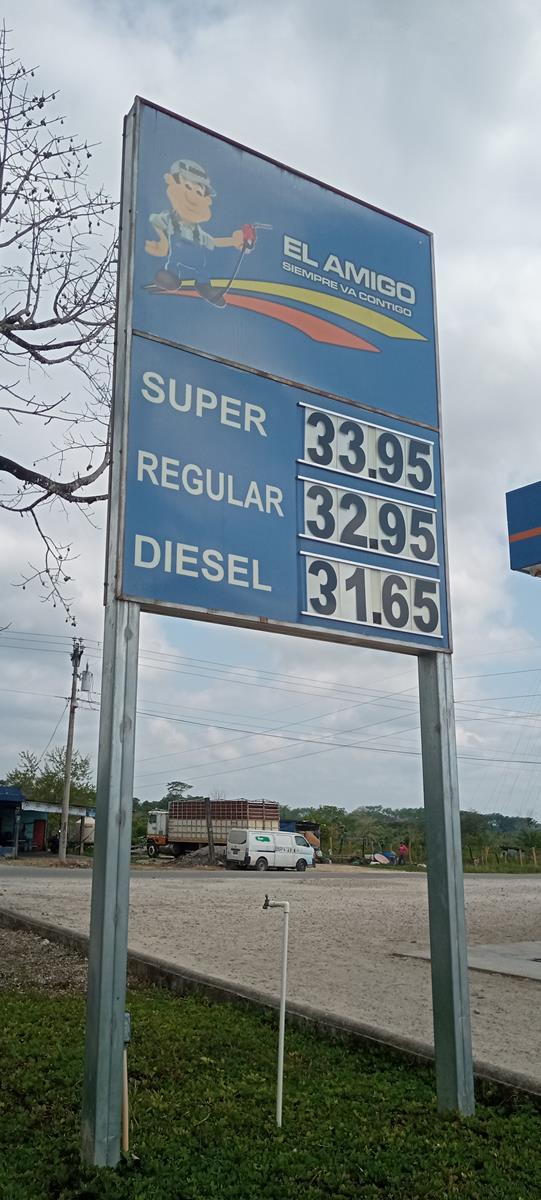 EL AMIGO
SIEMPRE VA CONTIGO
SUPER 33.95
REGULAR 32.95
DIESEL 31.65